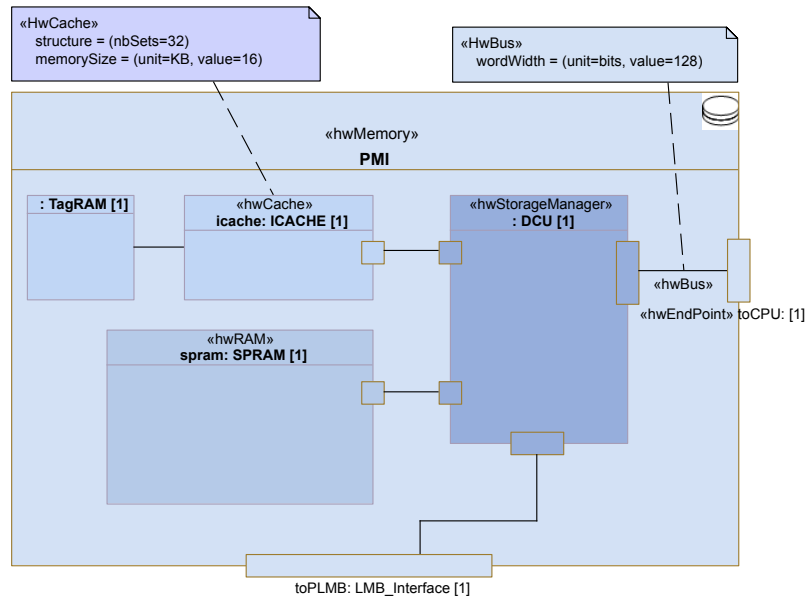 «HwCache»
structure = (nbSets=32)
memorySize = (unit=KB, value=16)
«HwBus»
wordWidth = (unit=bits, value=128)
«hwMemory»
PMI
: TagRAM [1]
«hwCache»
icache: ICACHE [1]
«hwStorageManager»
: DCU [1]
«hwBus»
«hwEndPoint» toCPU: [1]
«hwRAM»
spram: SPRAM [1]
toPLMB: LMB_Interface [1]